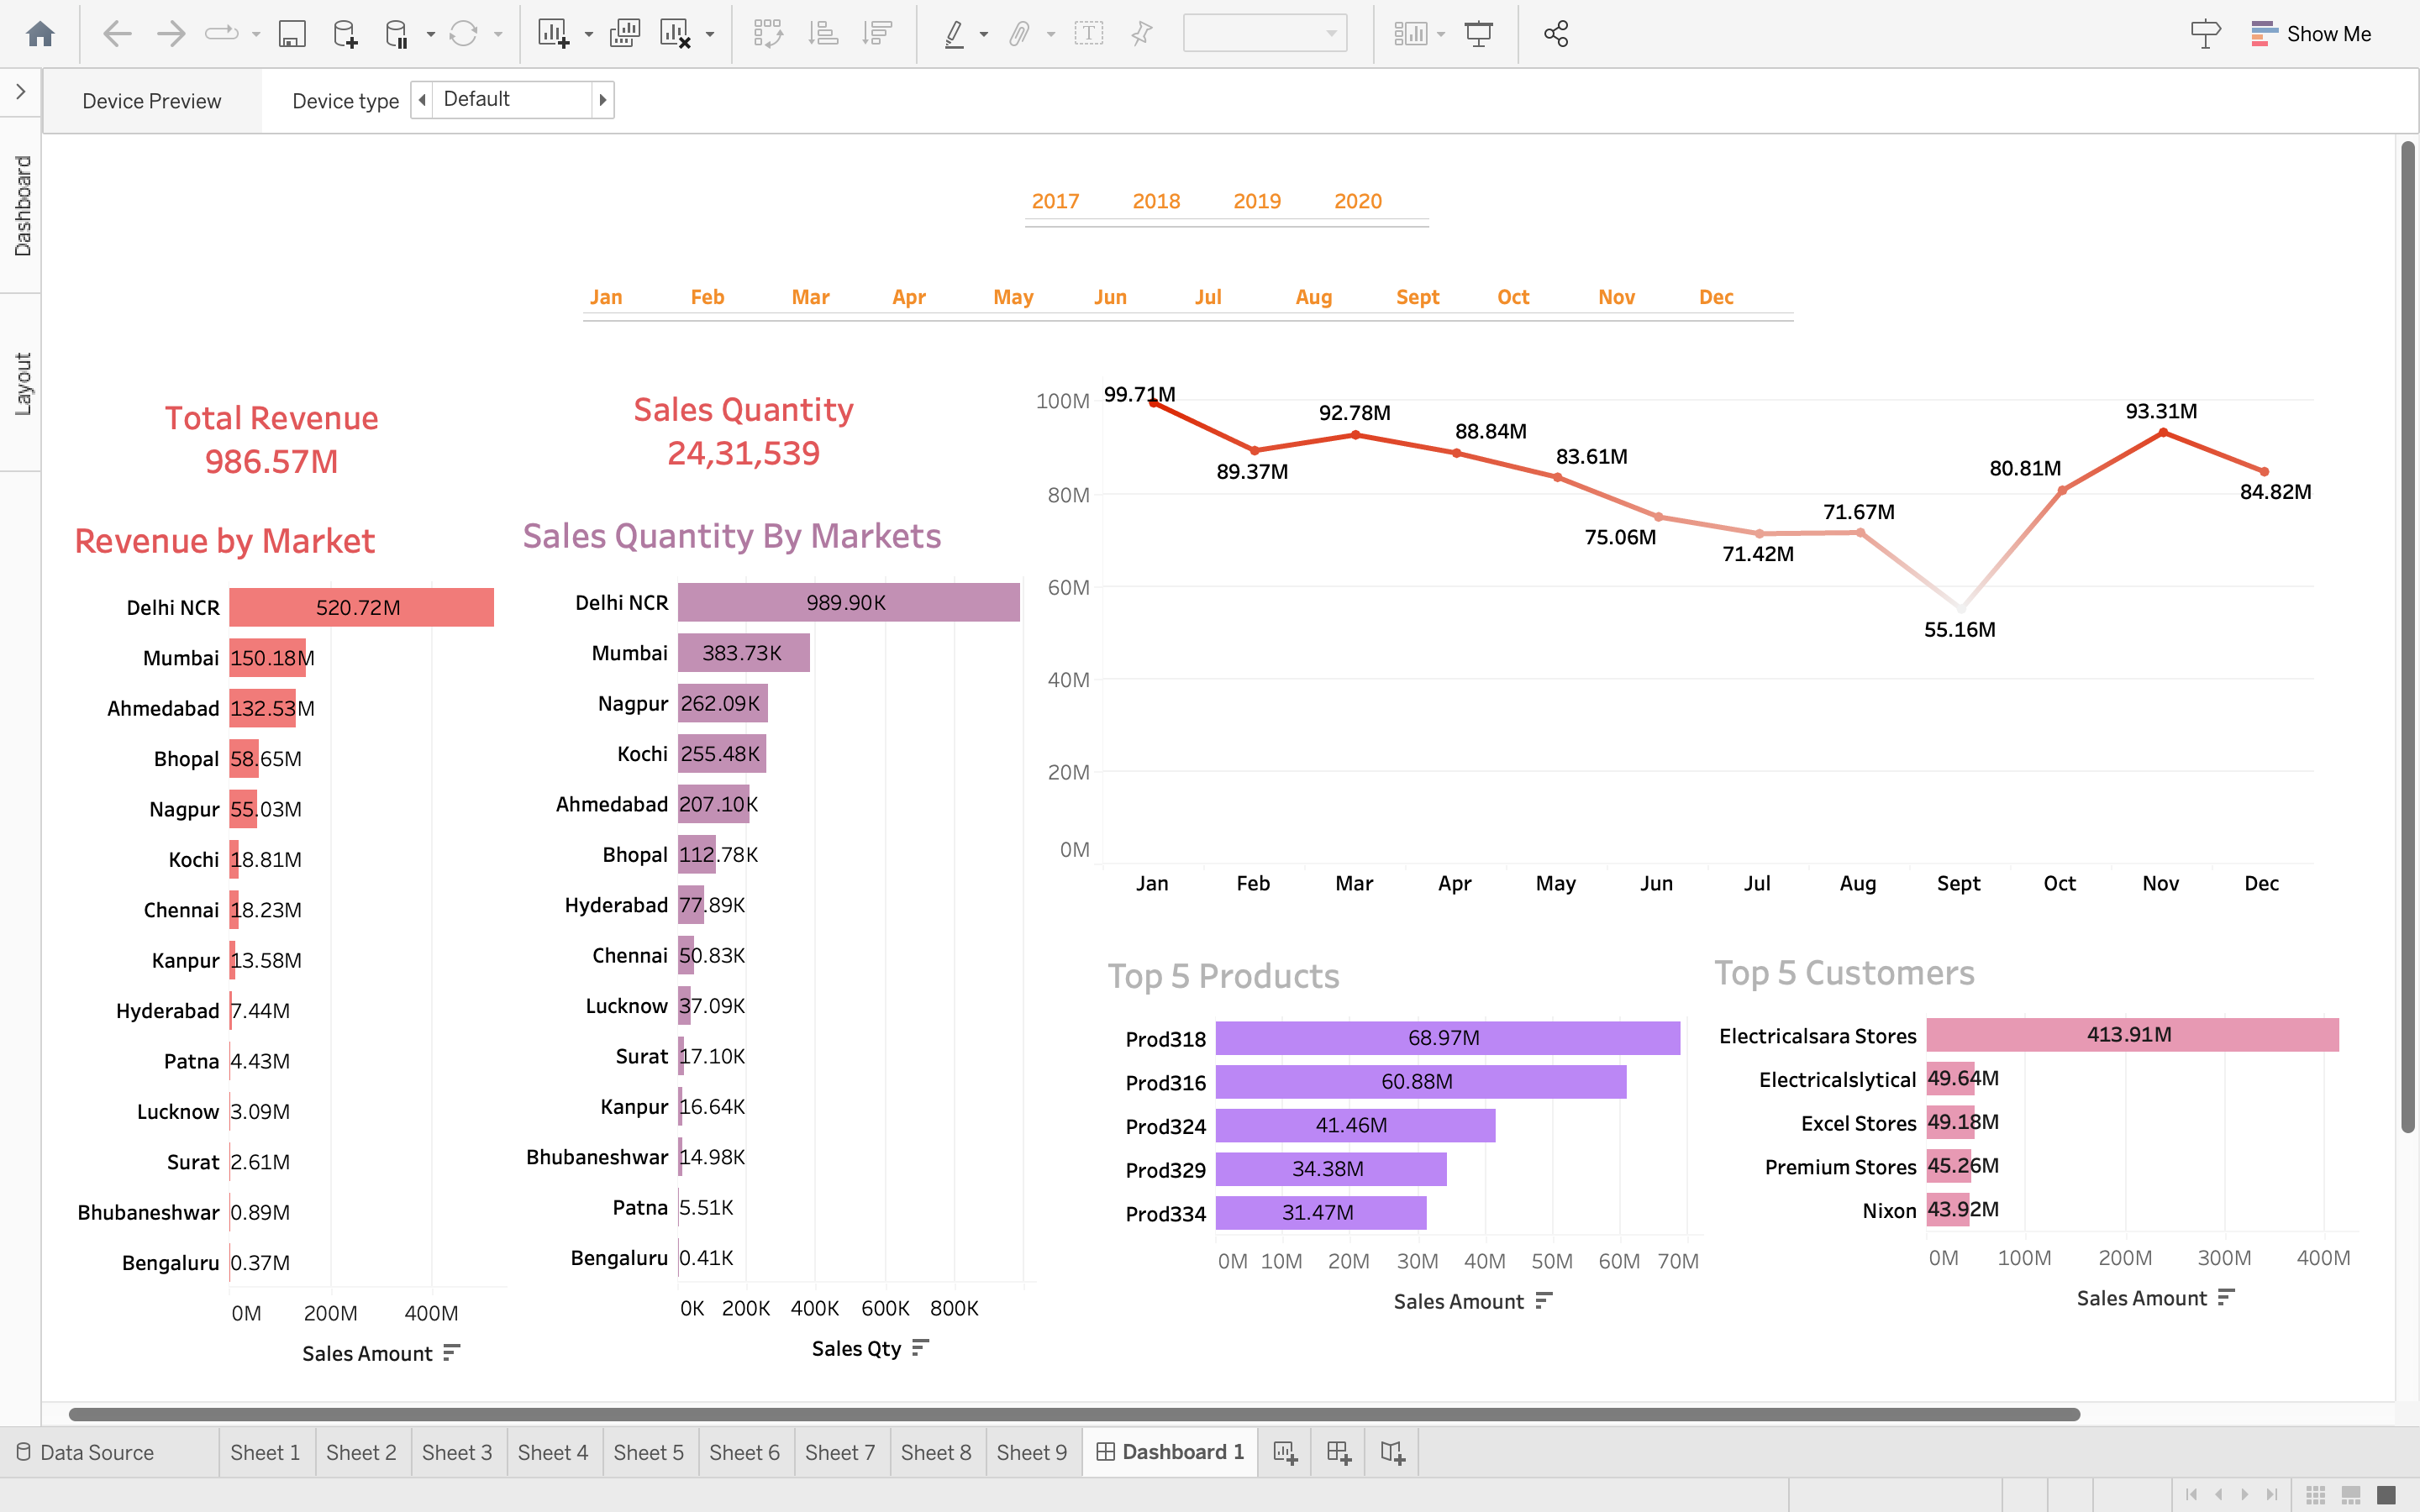 Show Me
Device Preview
Device type
Default
Dashboard
Layout
2017 2018 2019 2020
Jan Feb Mar Apr May Jun Jul Aug Sept Oct Nov Dec
Total Revenue
986.57M
Sales Quantity
24,31,539
Revenue by Market
Delhi NCR 520.72M
Mumbai 150.18M
Ahmedabad 132.53M
Bhopal 58.65M
Nagpur 55.03M
Kochi 18.81M
Chennai 18.23M
Kanpur 13.58M
Hyderabad 7.44M
Patna 4.43M
Lucknow 3.09M
Surat 2.61M
Bhubaneshwar 0.89M
Bengaluru 0.37M
0M 200M 400M
Sales Amount
Sales Quantity By Markets
Delhi NCR 989.90K
Mumbai 383.73K
Nagpur 262.09K
Kochi 255.48K
Ahmedabad 207.10K
Bhopal 112.78K
Hyderabad 77.89K
Chennai 50.83K
Lucknow 37.09K
Surat 17.10K
Kanpur 16.64K
Bhubaneshwar 14.98K
Patna 5.51K
Bengaluru 0.41K
0K 200K 400K 600K 800K
Sales Qty
100M
80M
60M
40M
20M
0M
99.71M
89.37M
92.78M
88.84M
83.61M
75.06M
71.42M
71.67M
55.16M
80.81M
93.31M
84.82M
Jan Feb Mar Apr May Jun Jul Aug Sept Oct Nov Dec
Top 5 Products
Prod318 68.97M
Prod316 60.88M
Prod324 41.46M
Prod329 34.38M
Prod334 31.47M
0M 10M 20M 30M 40M 50M 60M 70M
Sales Amount
Top 5 Customers
Electricalsara Stores 413.91M
Electricalslytical 49.64M
Excel Stores 49.18M
Premium Stores 45.26M
Nixon 43.92M
0M 100M 200M 300M 400M
Sales Amount
Data Source Sheet 1 Sheet 2 Sheet 3 Sheet 4 Sheet 5 Sheet 6 Sheet 7 Sheet 8 Sheet 9 Dashboard 1